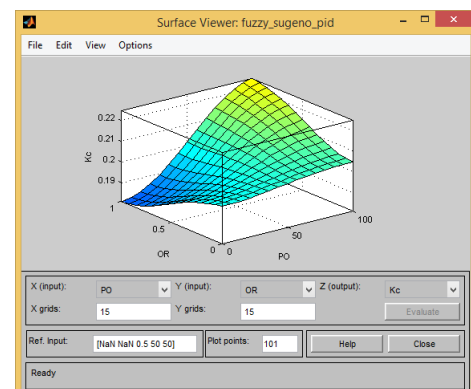 Surface Viewer: fuzzy_sugeno_pid
File Edit View Options
0.22
0.21
0.2
0.19
Kc
1
0.5
0
OR
0
50
100
PO
X (input): PO Y (input): OR Z (output): Kc
X grids: 15 Y grids: 15 Evaluate
Ref. Input: [NaN NaN 0.5 50 50] Plot points: 101 Help Close
Ready